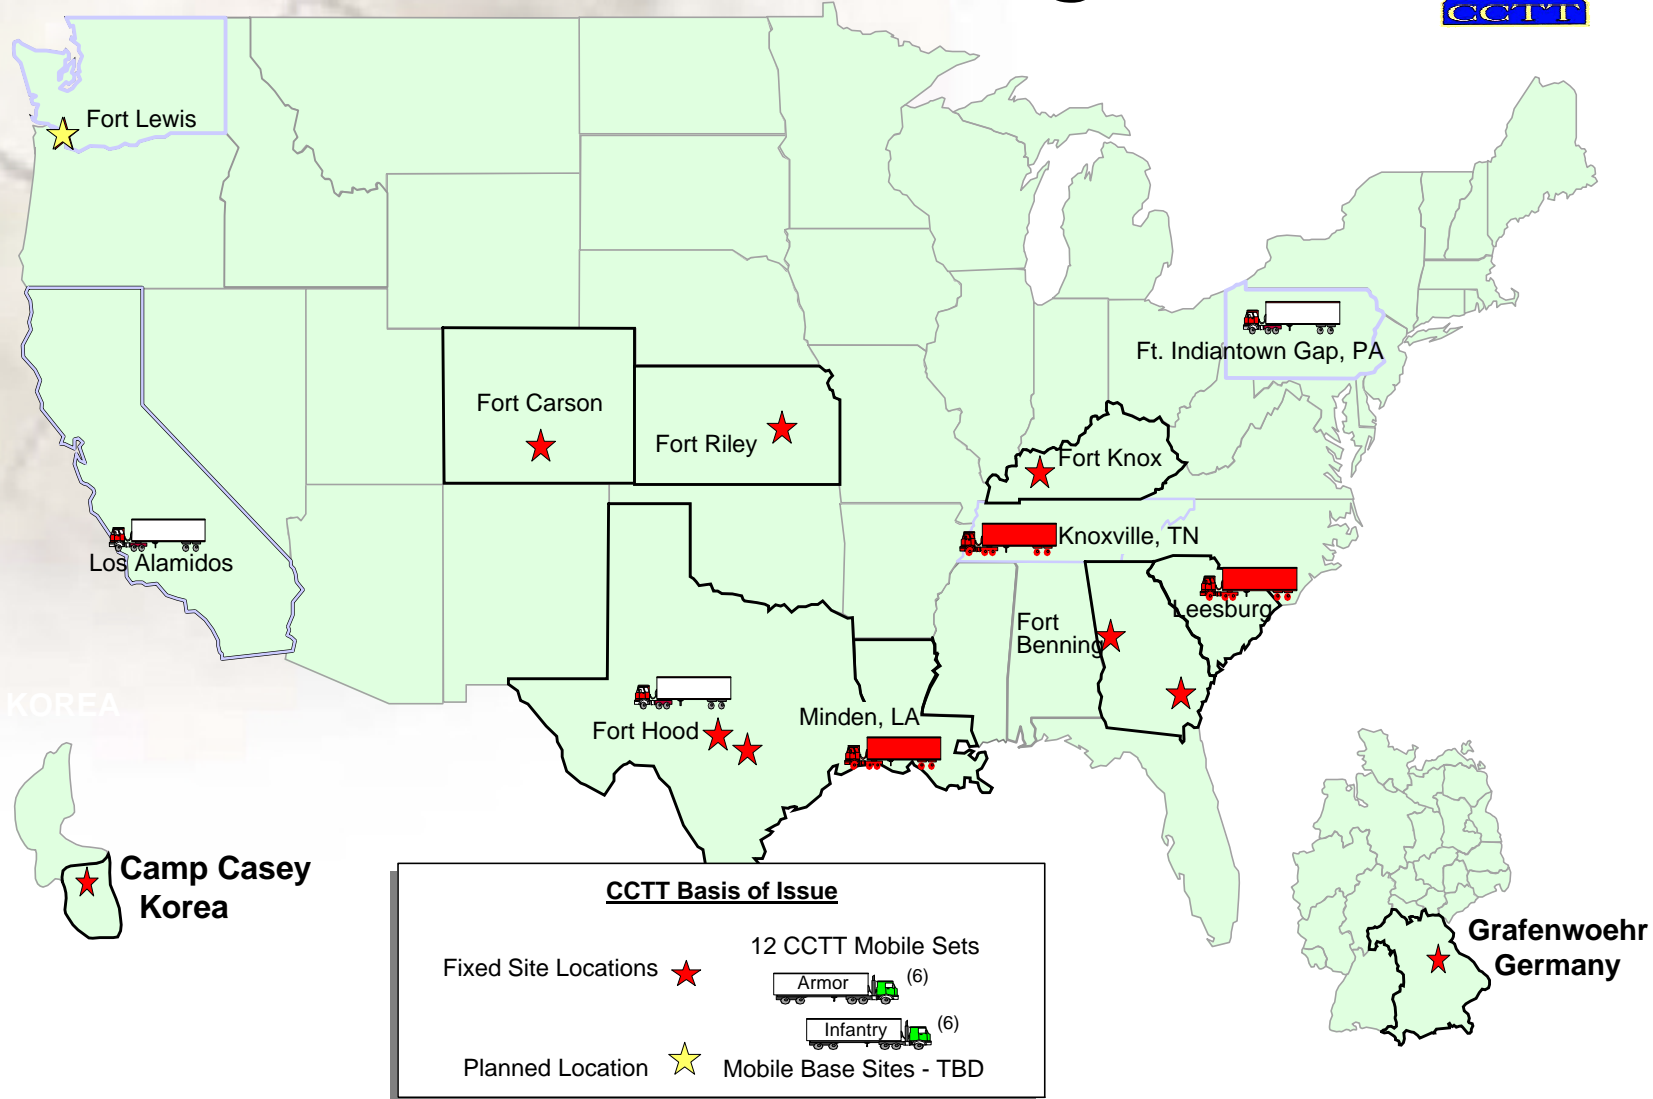 CCTT
Fort Lewis
Ft. Indiantown Gap, PA
Fort Carson
Fort Riley
Fort Knox
Knoxville, TN
Los Alamidos
Leesburg
Fort
Benning
KOREA
Minden, LA
Fort Hood
Camp Casey
Korea
Grafenwoehr
Germany
CCTT Basis of Issue
12 CCTT Mobile Sets
Fixed Site Locations
Armor
(6)
Infantry
(6)
Planned Location
Mobile Base Sites - TBD